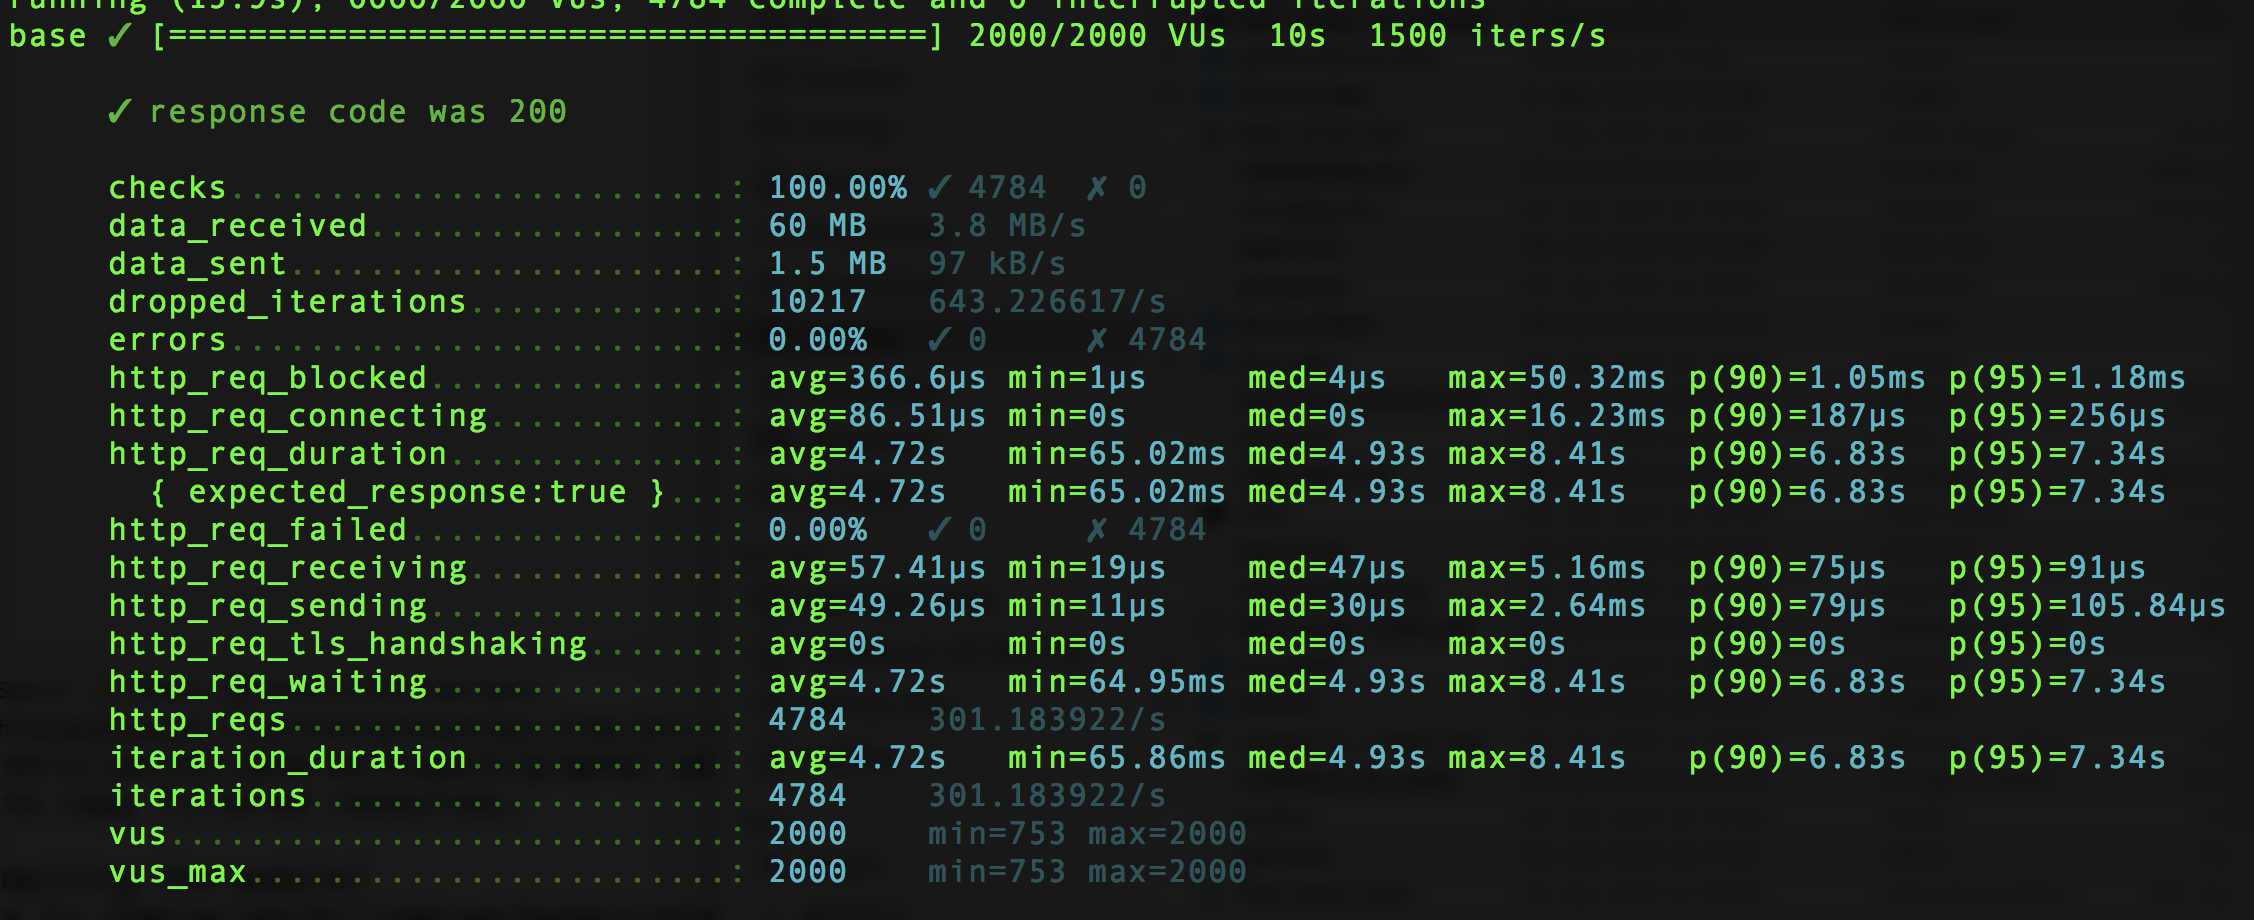 running (15.9s), 0000/2000 VUs, 4784 complete and 0 interrupted iterations
base ✓ [======================================] 2000/2000 VUs  10s  1500 iters/s
✓ response code was 200
checks.........................: 100.00% ✓ 4784  ✗ 0
data_received..................: 60 MB   3.8 MB/s
data_sent......................: 1.5 MB  97 kB/s
dropped_iterations.............: 10217   643.226617/s
errors.........................: 0.00%   ✓ 0     ✗ 4784
http_req_blocked...............: avg=366.6µs min=1µs     med=4µs   max=50.32ms p(90)=1.05ms p(95)=1.18ms
http_req_connecting............: avg=86.51µs min=0s      med=0s    max=16.23ms p(90)=187µs  p(95)=256µs
http_req_duration..............: avg=4.72s   min=65.02ms med=4.93s max=8.41s   p(90)=6.83s  p(95)=7.34s
{ expected_response:true }...: avg=4.72s   min=65.02ms med=4.93s max=8.41s   p(90)=6.83s  p(95)=7.34s
http_req_failed................: 0.00%   ✓ 0     ✗ 4784
http_req_receiving.............: avg=57.41µs min=19µs    med=47µs  max=5.16ms  p(90)=75µs   p(95)=91µs
http_req_sending...............: avg=49.26µs min=11µs    med=30µs  max=2.64ms  p(90)=79µs   p(95)=105.84µs
http_req_tls_handshaking.......: avg=0s      min=0s      med=0s    max=0s      p(90)=0s     p(95)=0s
http_req_waiting...............: avg=4.72s   min=64.95ms med=4.93s max=8.41s   p(90)=6.83s  p(95)=7.34s
http_reqs......................: 4784    301.183922/s
iteration_duration.............: avg=4.72s   min=65.86ms med=4.93s max=8.41s   p(90)=6.83s  p(95)=7.34s
iterations.....................: 4784    301.183922/s
vus............................: 2000    min=753 max=2000
vus_max........................: 2000    min=753 max=2000